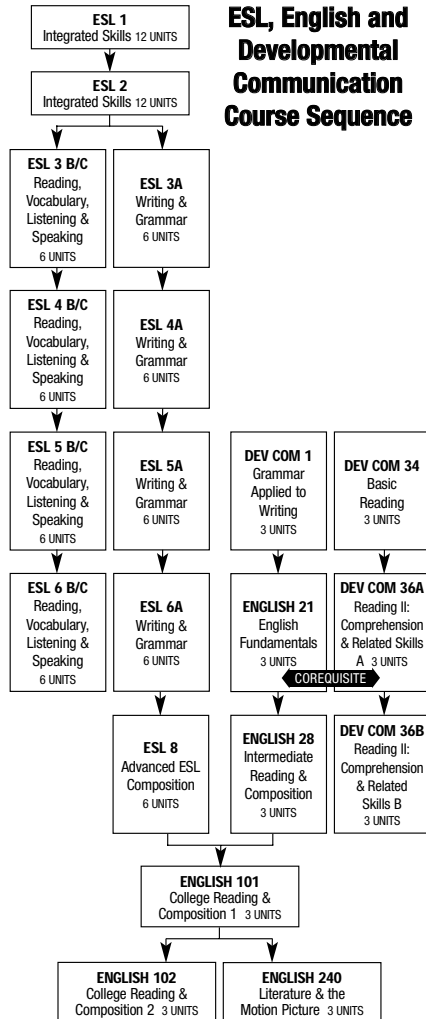 ESL 1
Integrated Skills 12 UNITS
ESL, English and
Developmental
Communication
Course Sequence
ESL 2
Integrated Skills 12 UNITS
ESL 3 B/C
Reading,
Vocabulary,
Listening &
Speaking
6 UNITS
ESL 3A
Writing &
Grammar
6 UNITS
ESL 4 B/C
Reading,
Vocabulary,
Listening &
Speaking
6 UNITS
ESL 4A
Writing &
Grammar
6 UNITS
ESL 5 B/C
Reading,
Vocabulary,
Listening &
Speaking
6 UNITS
ESL 5A
Writing &
Grammar
6 UNITS
DEV COM 1
Grammar
Applied to
Writing
3 UNITS
DEV COM 34
Basic
Reading
3 UNITS
ESL 6 B/C
Reading,
Vocabulary,
Listening &
Speaking
6 UNITS
ESL 6A
Writing &
Grammar
6 UNITS
ENGLISH 21
English
Fundamentals
3 UNITS
DEV COM 36A
Reading II:
Comprehension
& Related Skills
A 3 UNITS
COREQUISITE
ESL 8
Advanced ESL
Composition
6 UNITS
ENGLISH 28
Intermediate
Reading &
Composition
3 UNITS
DEV COM 36B
Reading II:
Comprehension
& Related
Skills B
3 UNITS
ENGLISH 101
College Reading &
Composition 1 3 UNITS
ENGLISH 102
College Reading &
Composition 2 3 UNITS
ENGLISH 240
Literature & the
Motion Picture 3 UNITS